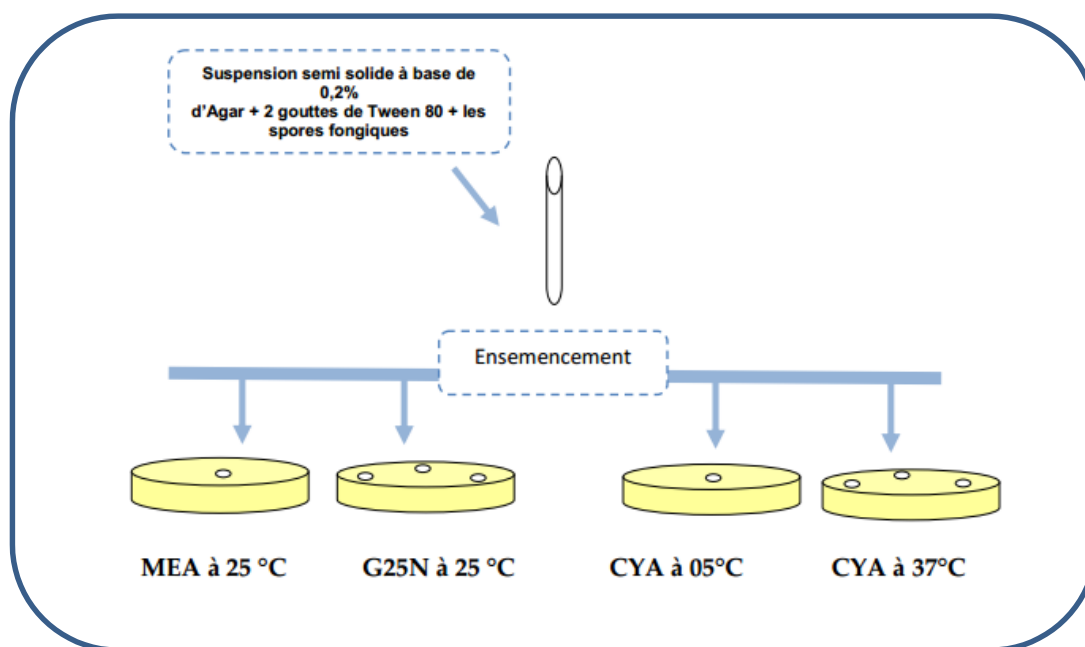 Suspension semi solide à base de
0,2%
d'Agar + 2 gouttes de Tween 80 + les
spores fongiques
Ensemencement
MEA à 25 °C
G25N à 25 °C
CYA à 05°C
CYA à 37°C